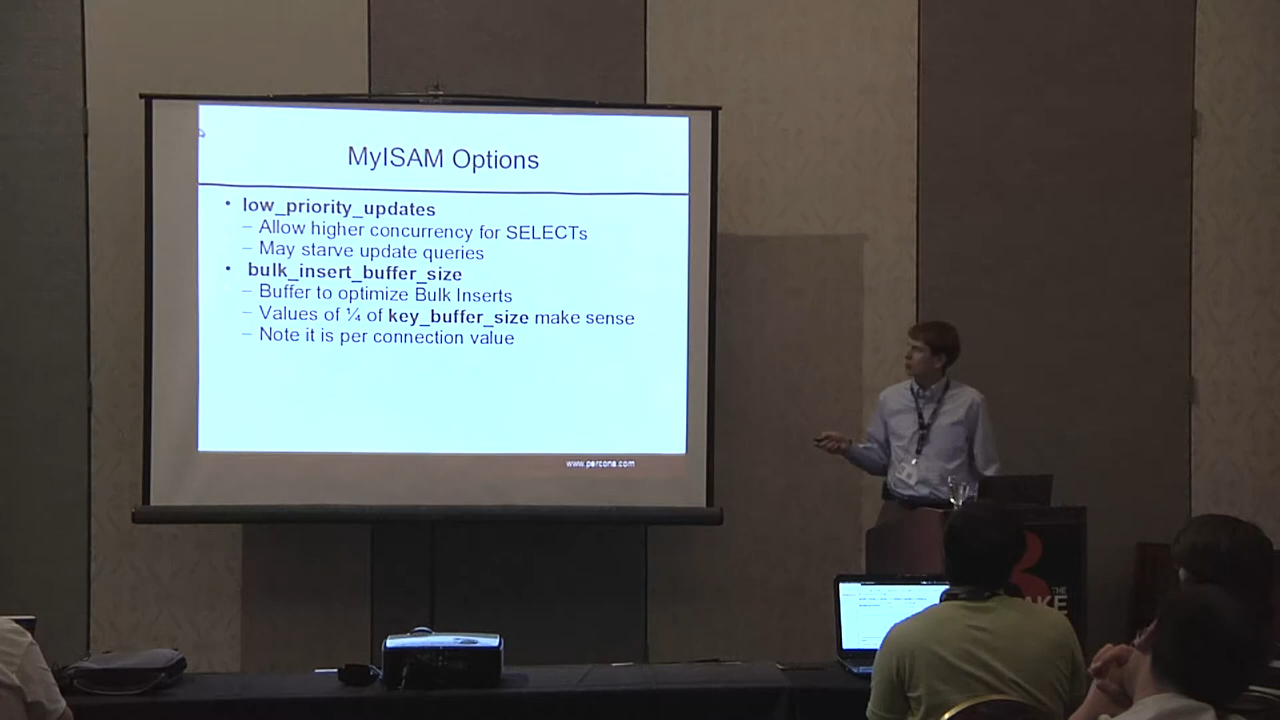 MyISAM Options
• low_priority_updates
– Allow higher concurrency for SELECTs
– May starve update queries
• bulk_insert_buffer_size
– Buffer to optimize Bulk Inserts
– Values of ¼ of key_buffer_size make sense
– Note it is per connection value
www.percona.com
THE